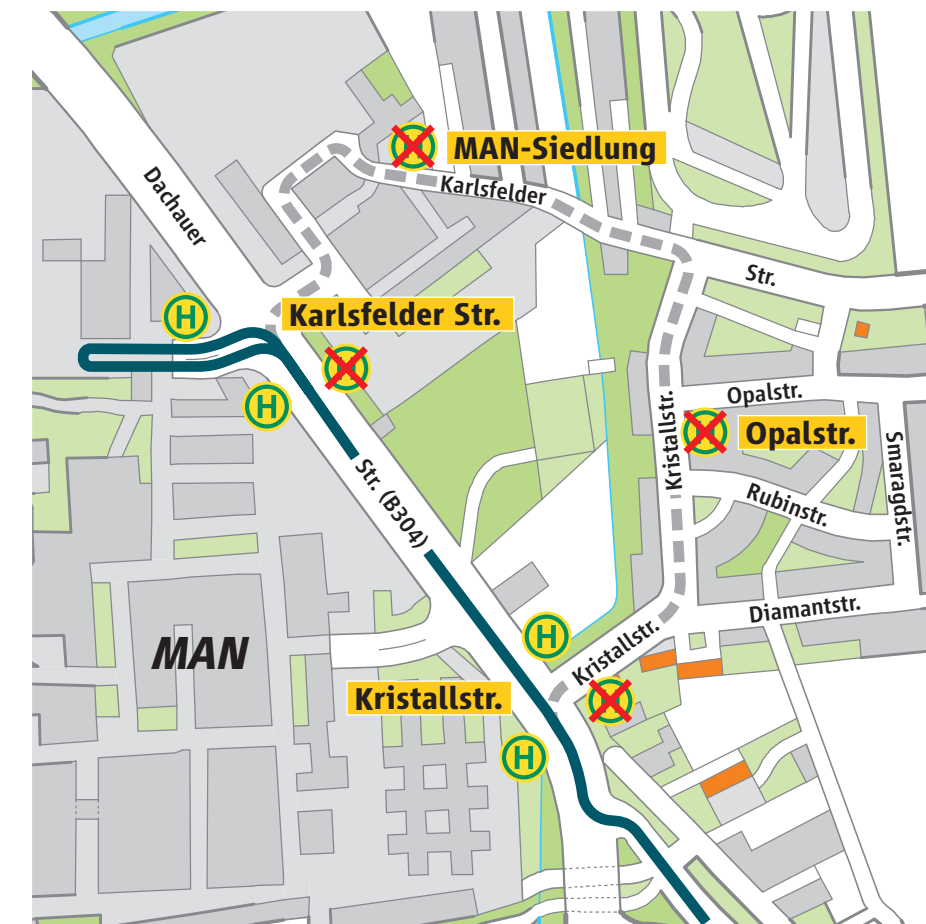 MAN-Siedlung
Karlsfelder
Dachauer
Str.
H
Karlsfelder Str.
H
Opalstr.
Opalstr.
Kristallstr.
Smaragdstr.
Rubinstr.
Str. (B304)
Diamantstr.
H
Kristallstr.
MAN
Kristallstr.
H